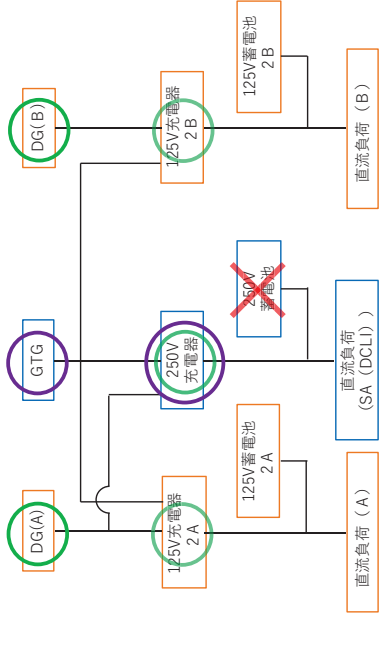 DG(A)
GTG
DG(B)
125V充電器
2A
250V
充電器
125V充電器
2B
125V蓄電池
2A
250V
蓄電池
125V蓄電池
2B
直流負荷(A)
直流負荷
(SA(DCLI))
直流負荷(B)